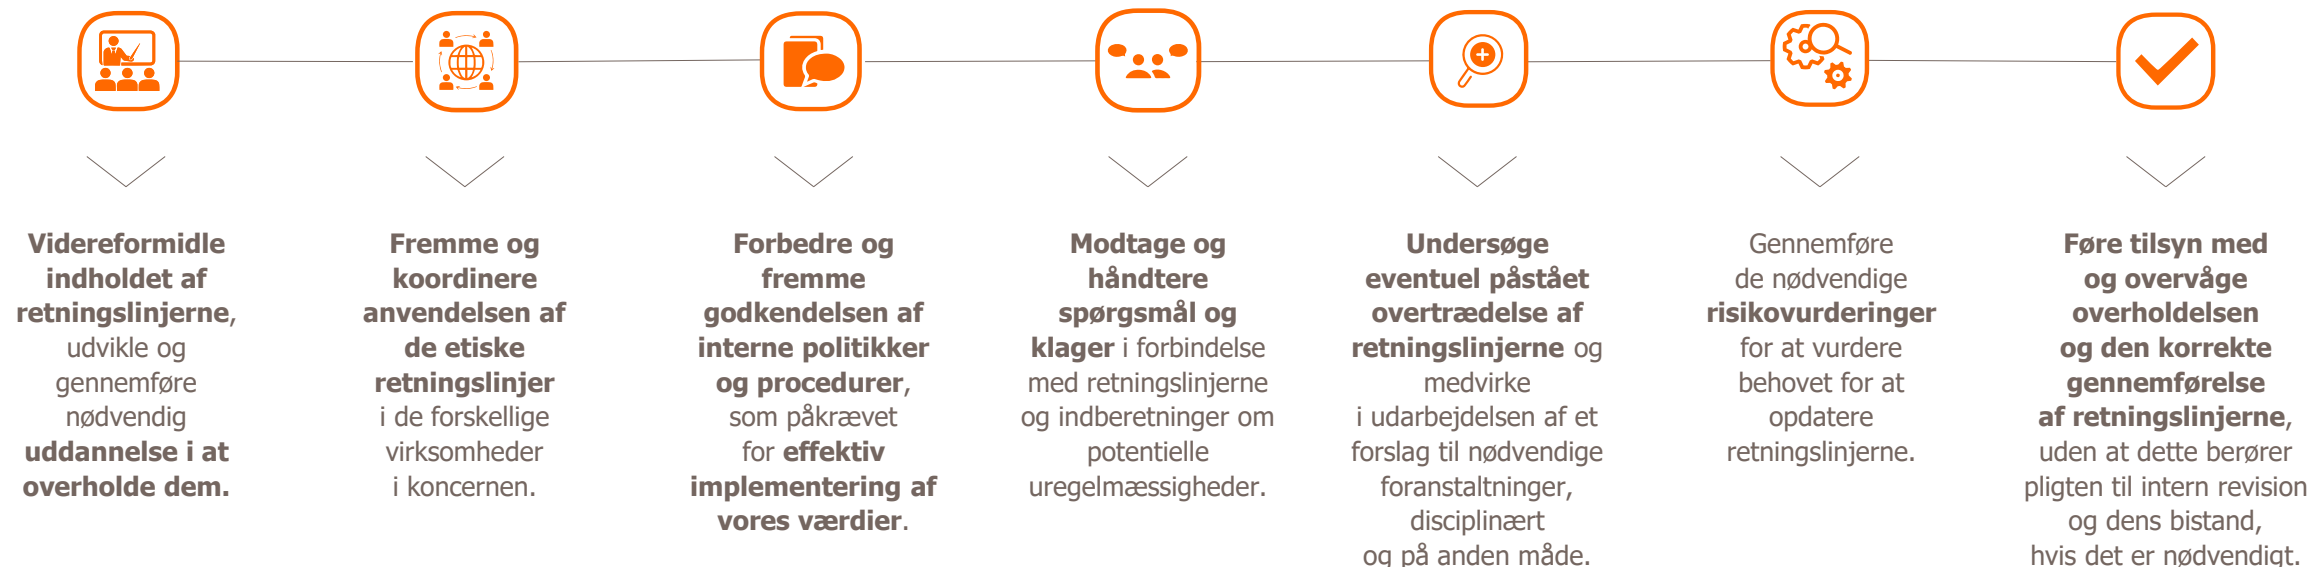 Videreformidle
indholdet af
retningslinjerne,
udvikle og
gennemføre
nødvendig
uddannelse i at
overholde dem.
Fremme og
koordinere
anvendelsen af
de etiske
retningslinjer
i de forskellige
virksomheder
i koncernen.
Forbedre og
fremme
godkendelsen af
interne politikker
og procedurer,
som påkrævet
for effektiv
implementering af
vores værdier.
Modtage og
håndtere
spørgsmål og
klager i forbindelse
med retningslinjerne
og indberetninger om
potentielle
uregelmæssigheder.
Undersøge
eventuel påstået
overtrædelse af
retningslinjerne og
medvirke
i udarbejdelsen af et
forslag til nødvendige
foranstaltninger,
disciplinært
og på anden måde.
Gennemføre
de nødvendige
risikovurderinger
for at vurdere
behovet for at
opdatere
retningslinjerne.
Føre tilsyn med
og overvåge
overholdelsen
og den korrekte
gennemførelse
af retningslinjerne,
uden at dette berører
pligten til intern revision
og dens bistand,
hvis det er nødvendigt.